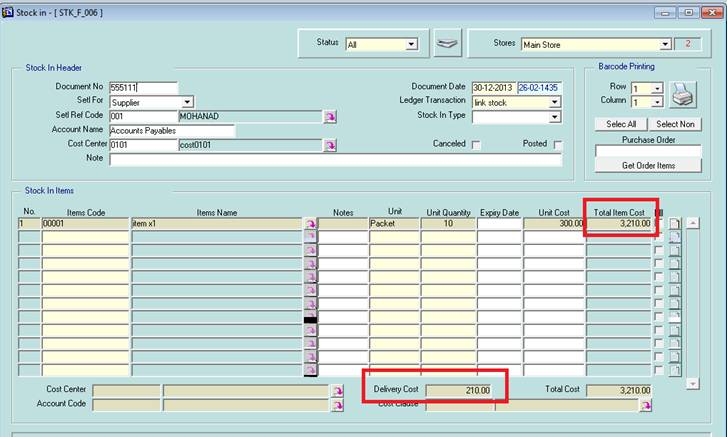 Stock in - [ STK_F_006 ]
Status All Stores Main Store 2
Stock In Header Barcode Printing
Document No 555111 Document Date 30-12-2013 26-02-1435 Row 1
Setl For Supplier Ledger Transaction link stock Column 1
Setl Ref Code 001 MOHANAD Stock In Type
Account Name Accounts Payables Selec All Select Non
Cost Center 0101 cost0101 Canceled Posted Purchase Order
Note
Get Order Items
Stock In Items
No. Items Code Items Name Notes Unit Unit Quantity Expiry Date Unit Cost Total Item Cost
1 00001 item x1 Packet 10 300.00 3,210.00
Cost Center Delivery Cost 210.00 Total Cost 3,210.00
Account Code Cost Clause